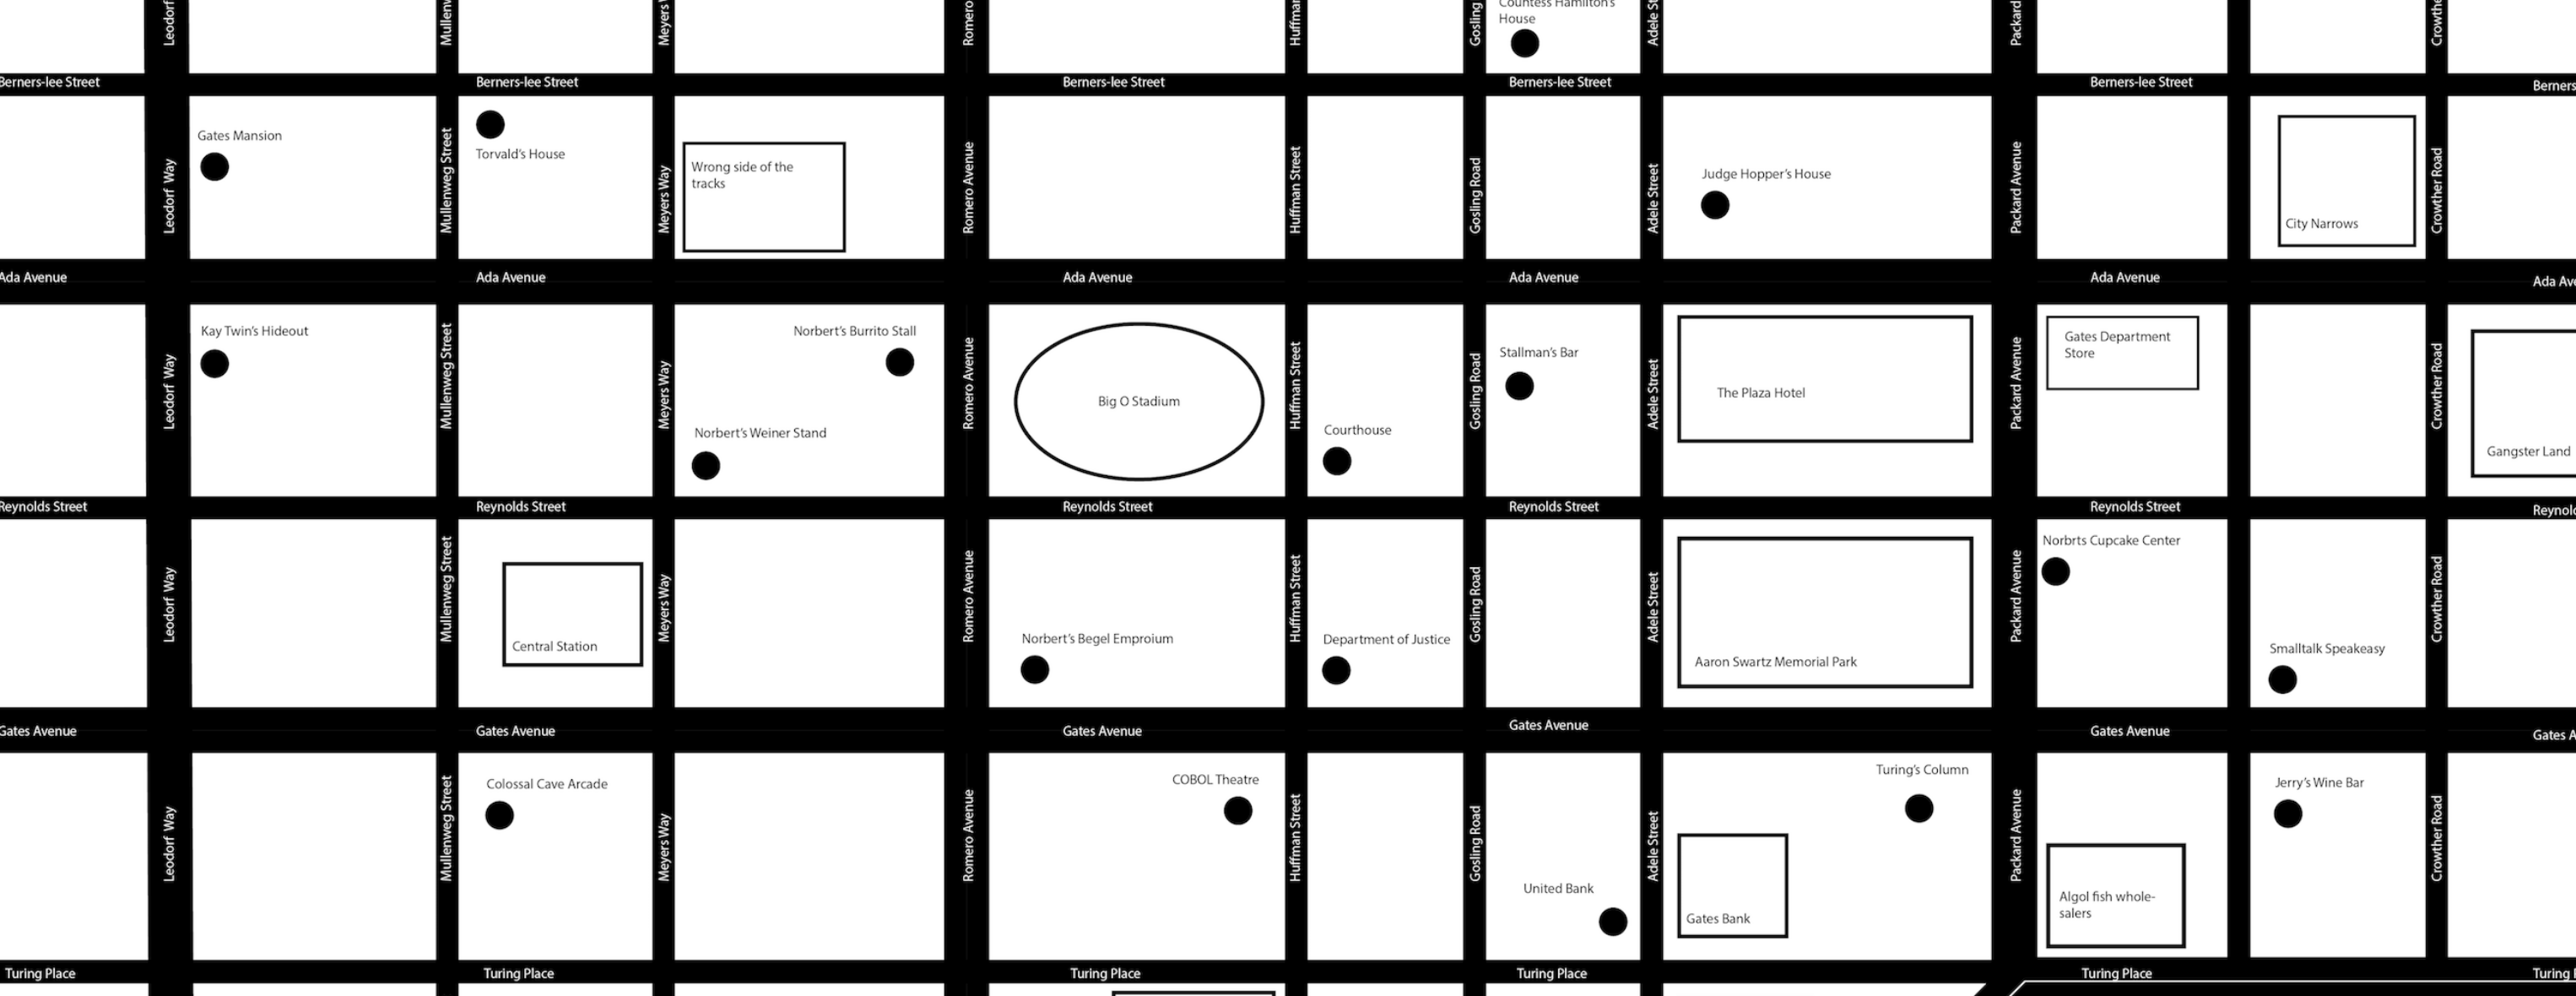 Leodorf
Mullenw
Meyers
Romero
Huffma
Gosling
Countess Hamilton's
House
Adele St
Packard
Crowthe
Berners-lee Street
Berners-lee Street
Berners-lee Street
Berners-lee Street
Berners-lee Street
Berners
Leodorf Way
Gates Mansion
Mullenweg Street
Torvald's House
Meyers Way
Wrong side of the
tracks
Romero Avenue
Huffman Street
Gosling Road
Adele Street
Judge Hopper's House
Packard Avenue
City Narrows
Crowther Road
Ada Avenue
Ada Avenue
Ada Avenue
Ada Avenue
Ada Avenue
Ada Ave
Leodorf Way
Kay Twin's Hideout
Mullenweg Street
Meyers Way
Norbert's Burrito Stall
Norbert's Weiner Stand
Romero Avenue
Big O Stadium
Huffman Street
Courthouse
Gosling Road
Stallman's Bar
Adele Street
The Plaza Hotel
Packard Avenue
Gates Department
Store
Crowther Road
Gangster Land
Reynolds Street
Reynolds Street
Reynolds Street
Reynolds Street
Reynolds Street
Reynol
Leodorf Way
Mullenweg Street
Central Station
Meyers Way
Romero Avenue
Norbert's Begel Emproium
Huffman Street
Department of Justice
Gosling Road
Adele Street
Aaron Swartz Memorial Park
Packard Avenue
Norbrts Cupcake Center
Smalltalk Speakeasy
Crowther Road
Gates Avenue
Gates Avenue
Gates Avenue
Gates Avenue
Gates Avenue
Gates A
Leodorf Way
Mullenweg Street
Colossal Cave Arcade
Meyers Way
Romero Avenue
COBOL Theatre
Huffman Street
Gosling Road
United Bank
Adele Street
Gates Bank
Turing's Column
Packard Avenue
Algol fish whole-
salers
Jerry's Wine Bar
Crowther Road
Turing Place
Turing Place
Turing Place
Turing Place
Turing Place
Turing